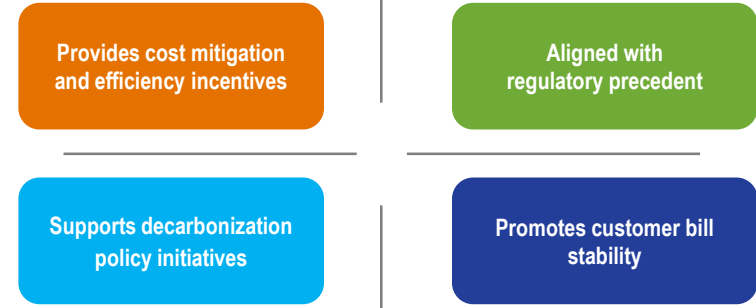 Provides cost mitigation
and efficiency incentives
Aligned with
regulatory precedent
Supports decarbonization
policy initiatives
Promotes customer bill
stability